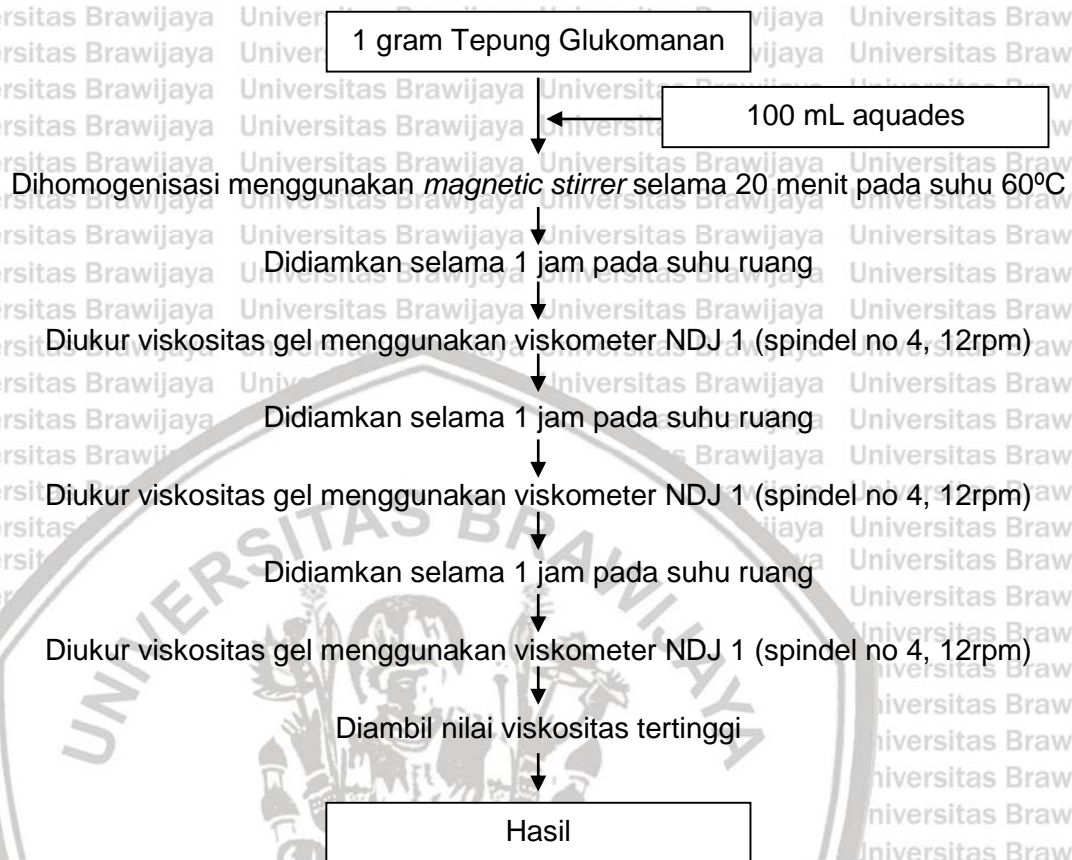 1 gram Tepung Glukomanan
100 mL aquades
Dihomogenisasi menggunakan magnetic stirrer selama 20 menit pada suhu 60ºC
Didiamkan selama 1 jam pada suhu ruang
Diukur viskositas gel menggunakan viskometer NDJ 1 (spindel no 4, 12rpm)
Didiamkan selama 1 jam pada suhu ruang
Diukur viskositas gel menggunakan viskometer NDJ 1 (spindel no 4, 12rpm)
Didiamkan selama 1 jam pada suhu ruang
Diukur viskositas gel menggunakan viskometer NDJ 1 (spindel no 4, 12rpm)
Diambil nilai viskositas tertinggi
Hasil
UNIVERSITAS BRAWIJAYA